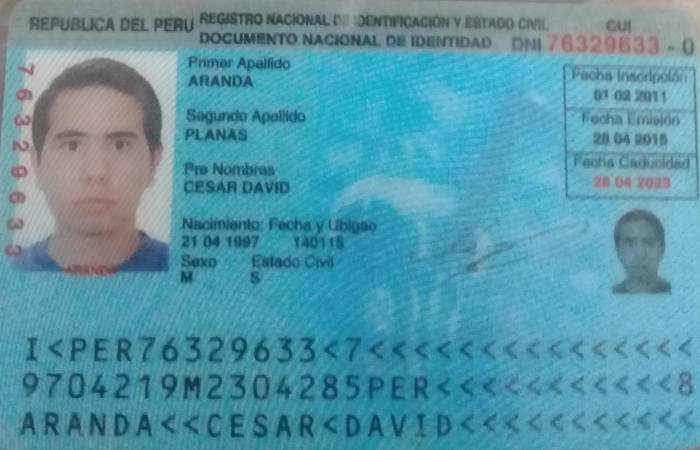 REPUBLICA DEL PERU REGISTRO NACIONAL DE IDENTIFICACIÓN Y ESTADO CIVIL CUI
DOCUMENTO NACIONAL DE IDENTIDAD DNI 76329633 - 0
Primer Apellido
ARANDA
Segundo Apellido
PLANAS
Pre Nombres
CESAR DAVID
Nacimiento: Fecha y Ubigeo
21 04 1997 140115
Sexo Estado Civil
M S
Fecha Inscripción
01 02 2011
Fecha Emisión
28 04 2015
Fecha Caducidad
28 04 2023
76329633
ARANDA
I<PER76329633<7<<<<<<<<<<<<<<<
9704219M2304285PER<<<<<<<<<<<8
ARANDA<<CESAR<DAVID<<<<<<<<<<<